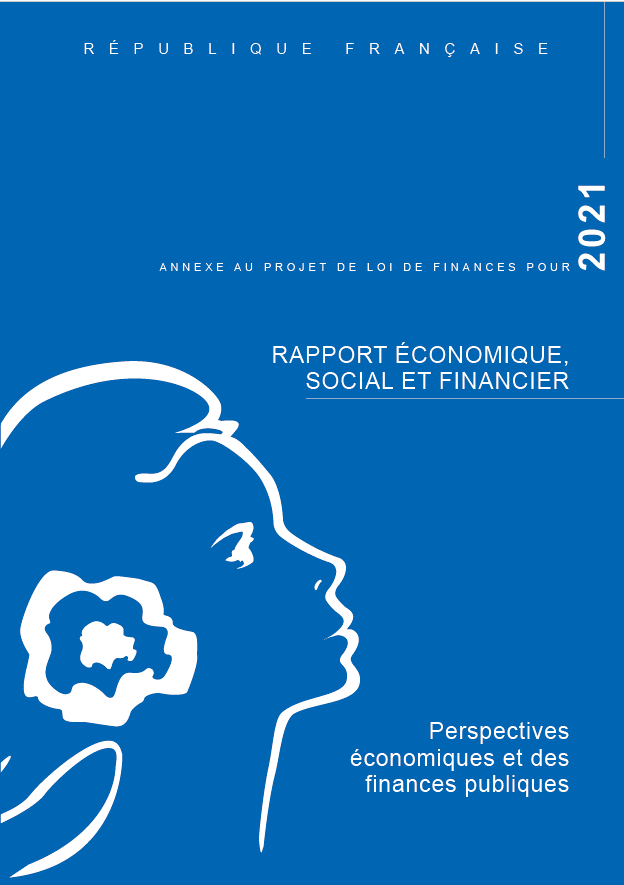 RÉPUBLIQUE FRANÇAISE
ANNEXE AU PROJET DE LOI DE FINANCES POUR
2021
RAPPORT ÉCONOMIQUE,
SOCIAL ET FINANCIER
Perspectives
économiques et des
finances publiques